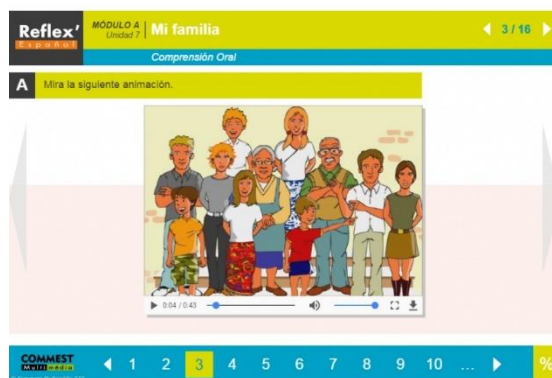 Reflex'
Español
MÓDULO A
Unidad 7
Mi familia
3 / 16
Comprensión Oral
A
Mira la siguiente animación.
0:04 / 0:43
COMMEST
Multimédia
1 2 3 4 5 6 7 8 9 10 ...
%